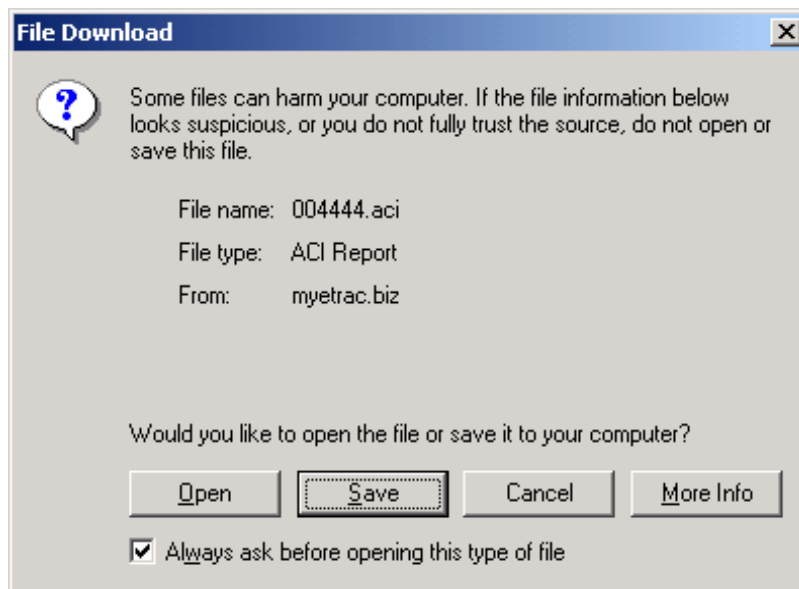 File Download
Some files can harm your computer. If the file information below
looks suspicious, or you do not fully trust the source, do not open or
save this file.
File name: 004444.aci
File type: ACI Report
From: myetrac.biz
Would you like to open the file or save it to your computer?
Open Save Cancel More Info
Always ask before opening this type of file